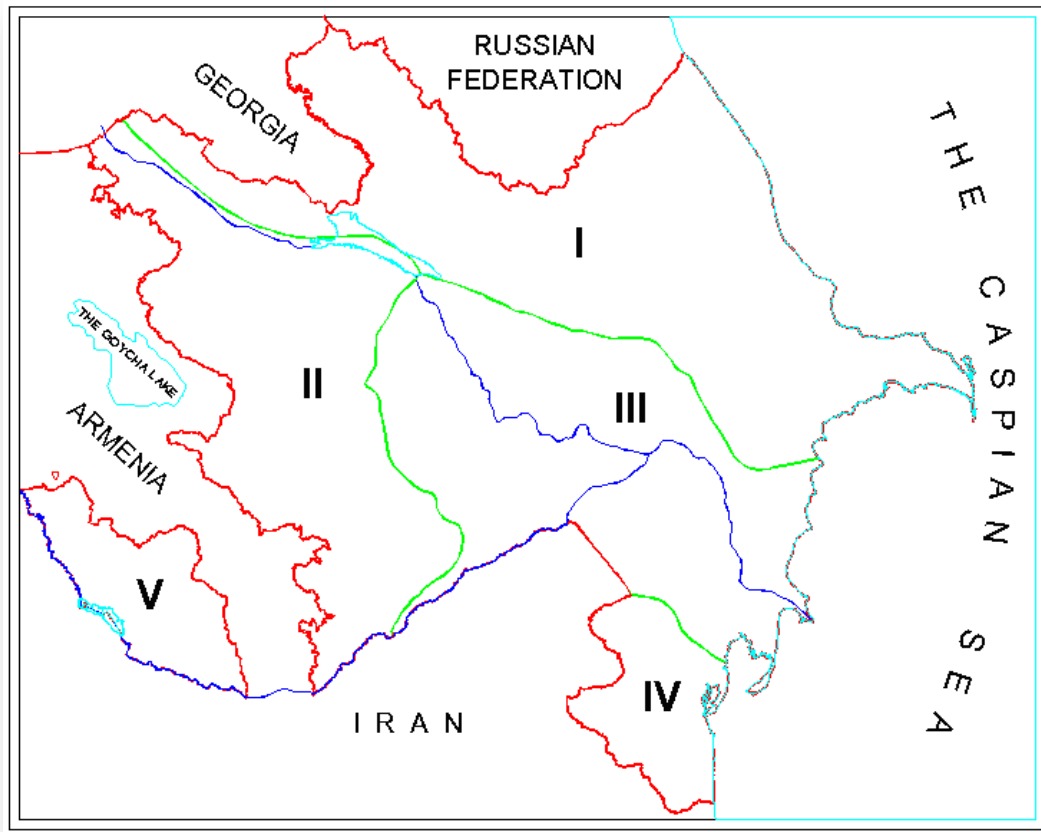 RUSSIAN
FEDERATION
GEORGIA
THE CASPIAN SEA
I
THE GOYCHA LAKE
II
III
ARMENIA
V
IV
IRAN